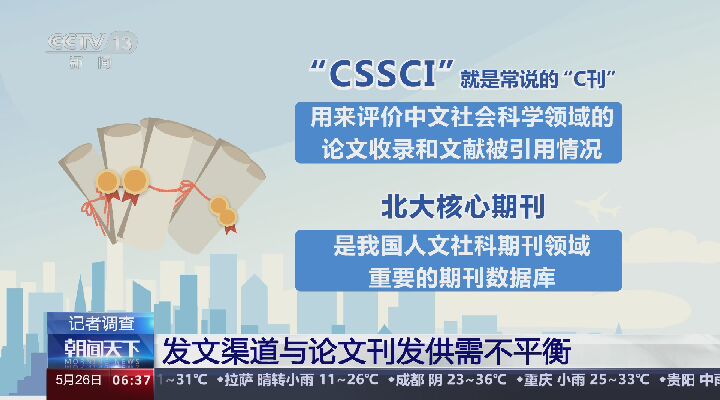 CCTV 13
新闻
“CSSCI”就是常说的“C刊”
用来评价中文社会科学领域的
论文收录和文献被引用情况
北大核心期刊
是我国人文社科期刊领域
重要的期刊数据库
记者调查
朝闻天下
MORNING NEWS
发文渠道与论文刊发供需不平衡
5月26日 06:37 1~31℃ •拉萨 晴转小雨 11~26℃ •成都 阴 23~36℃ •重庆 小雨 25~33℃ •贵阳 中雨